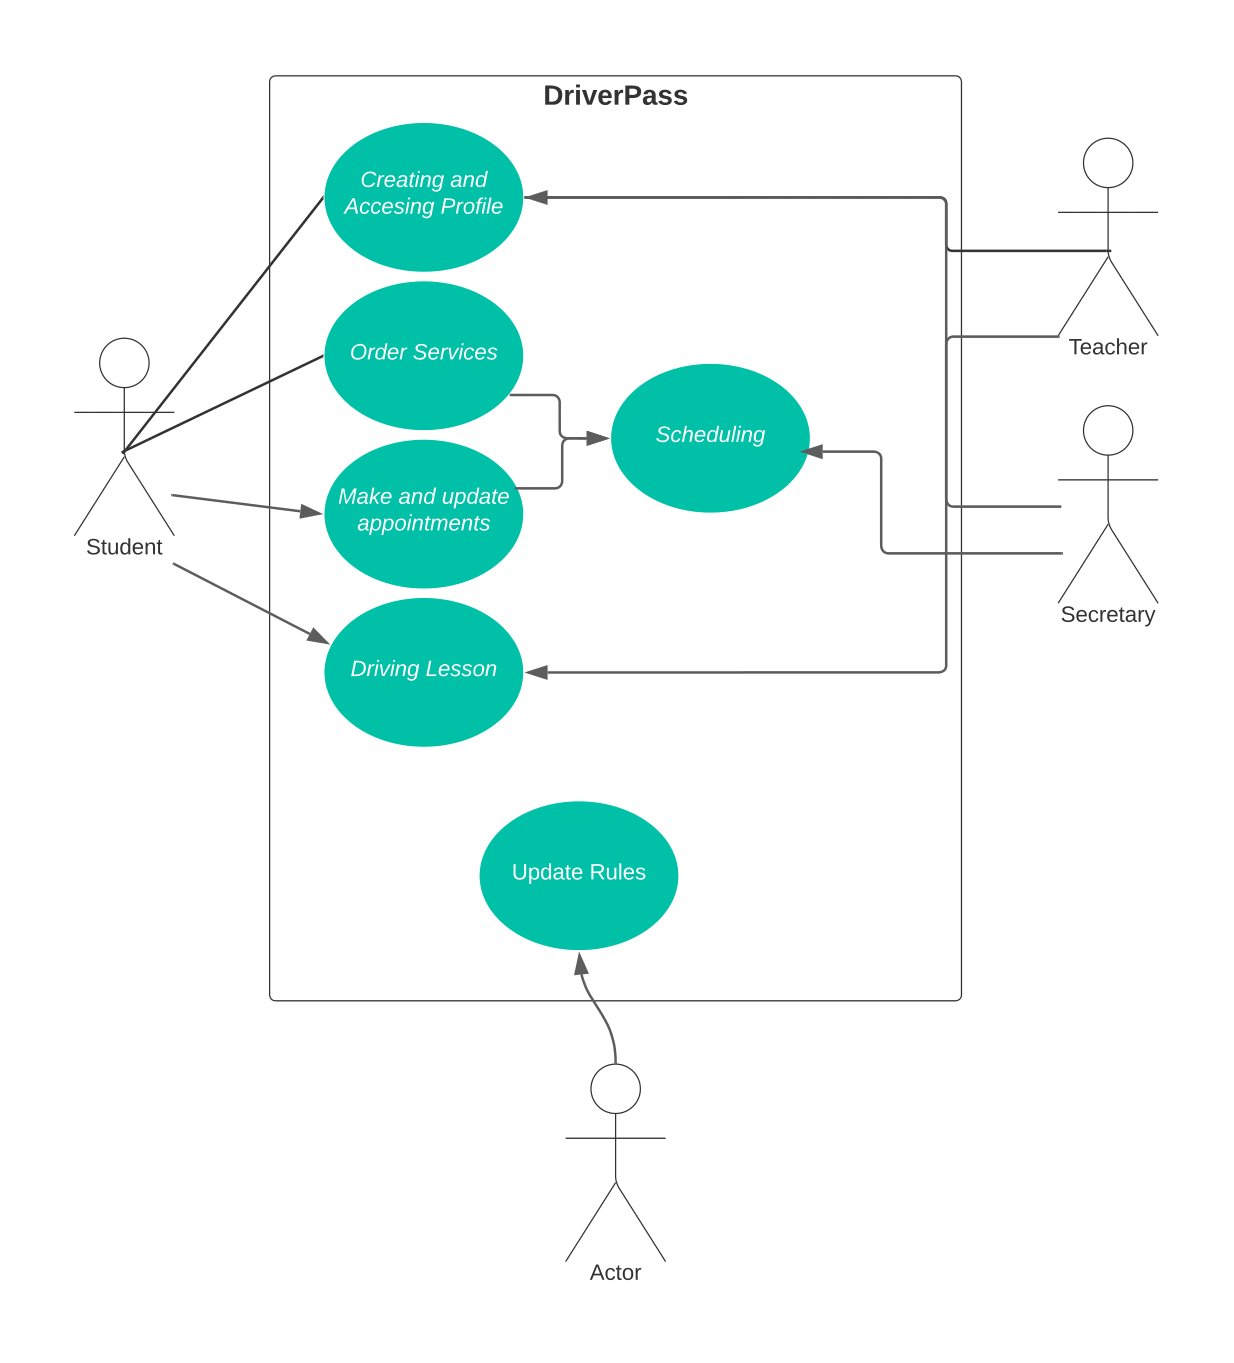 DriverPass
Creating and
Accesing Profile
Teacher
Order Services
Scheduling
Student
Make and update
appointments
Secretary
Driving Lesson
Update Rules
Actor